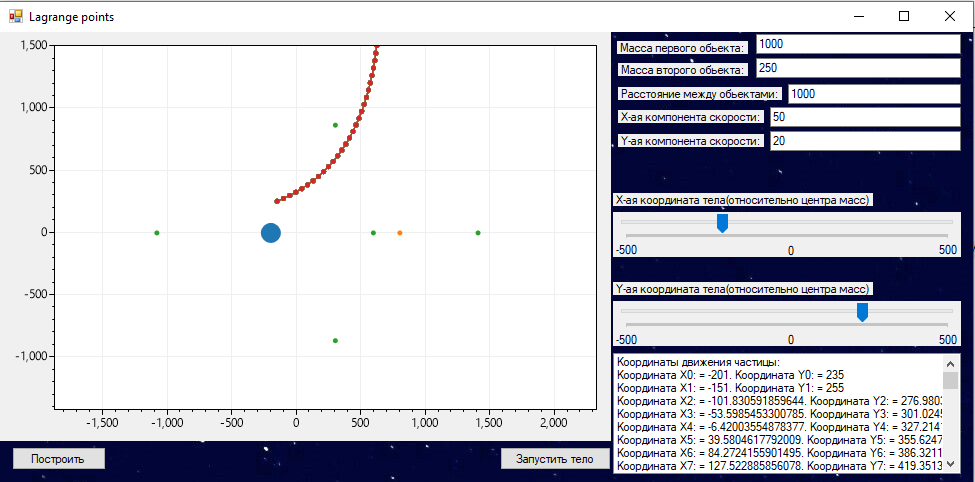 Lagrange points
1,500
1,000
500
0
-500
-1,000
-1,500
-1,000
-500
0
500
1,000
1,500
2,000
Масса первого обьекта: 1000
Масса второго обьекта: 250
Расстояние между обьектами: 1000
X-ая компонента скорости: 50
Y-ая компонента скорости: 20
X-ая координата тела(относительно центра масс)
-500 0 500
Y-ая координата тела(относительно центра масс)
-500 0 500
Координаты движения частицы:
Координата X0: = -201. Координата Y0: = 235
Координата X1: = -151. Координата Y1: = 255
Координата X2: = -101.830591859644. Координата Y2: = 276.980
Координата X3: = -53.5985453300785. Координата Y3: = 301.024
Координата X4: = -6.42003554878377. Координата Y4: = 327.214
Координата X5: = 39.5804617792009. Координата Y5: = 355.6247
Координата X6: = 84.2724155901495. Координата Y6: = 386.3211
Координата X7: = 127.522885856078. Координата Y7: = 419.3513
Построить
Запустить тело